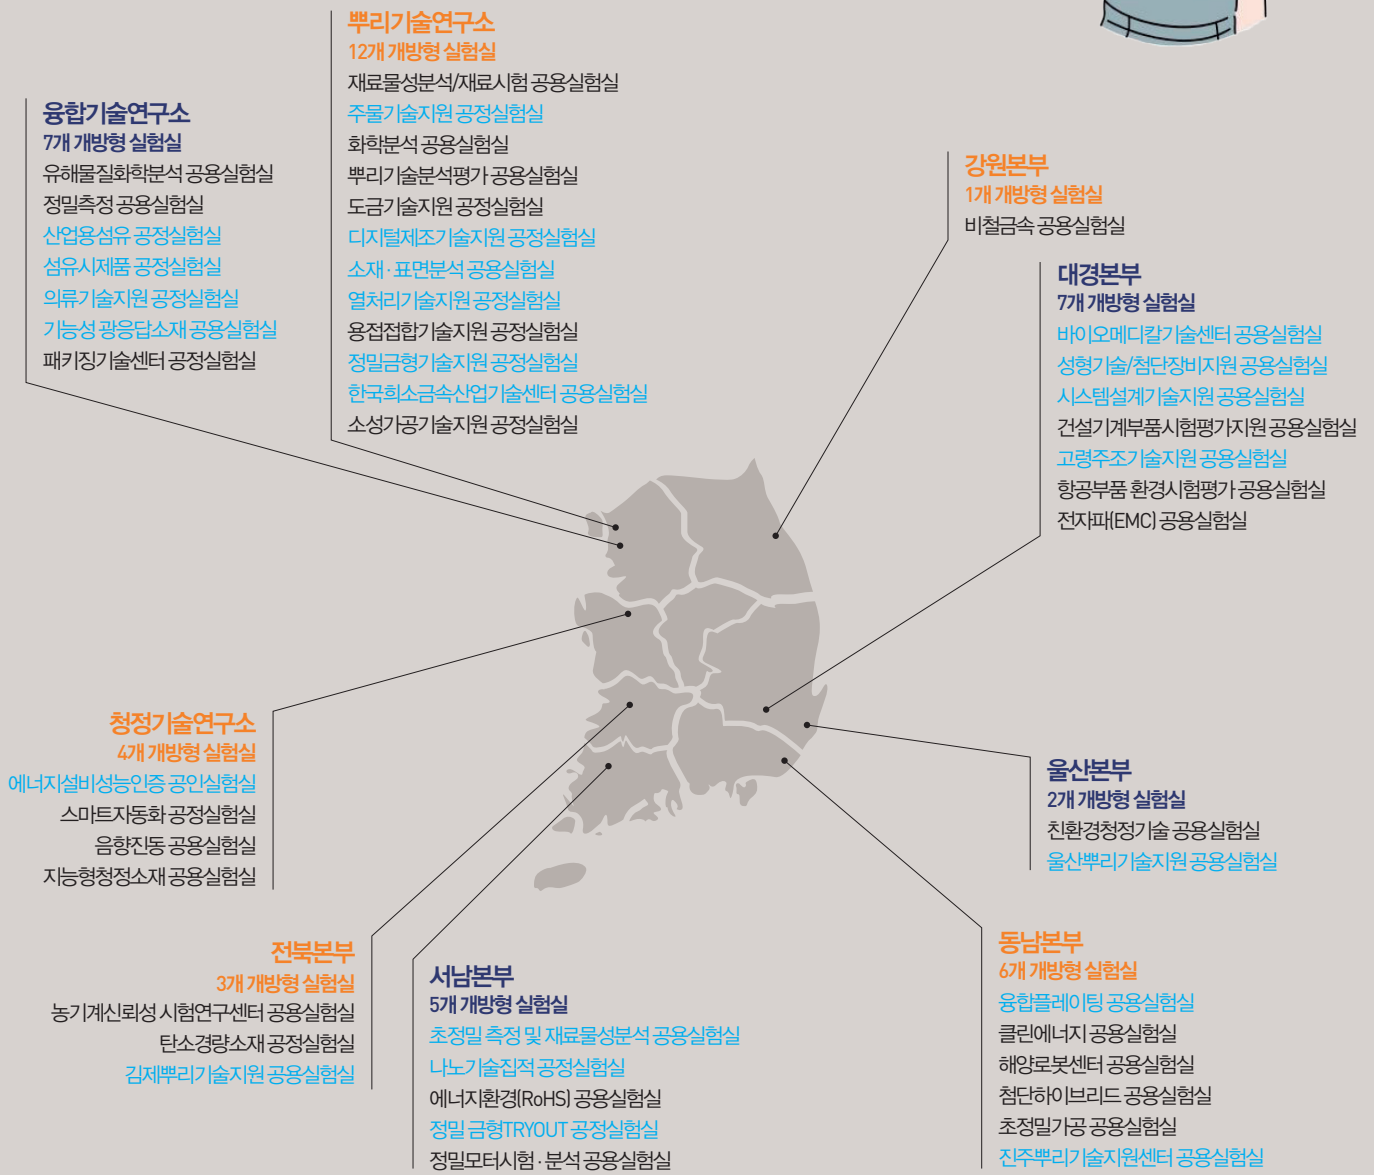 뿌리기술연구소
12개 개방형 실험실
재료물성분석/재료시험 공용실험실
주물기술지원 공정실험실
화학분석 공용실험실
뿌리기술분석평가 공용실험실
도금기술지원 공정실험실
디지털제조기술지원 공정실험실
소재·표면분석 공용실험실
열처리기술지원 공정실험실
용접접합기술지원 공정실험실
정밀금형기술지원 공정실험실
한국희소금속산업기술센터 공용실험실
소성가공기술지원 공정실험실
융합기술연구소
7개 개방형 실험실
유해물질화학분석 공용실험실
정밀측정 공용실험실
산업용섬유 공정실험실
섬유시제품 공정실험실
의류기술지원 공정실험실
기능성 광응답소재 공용실험실
패키징기술센터 공정실험실
강원본부
1개 개방형 실험실
비철금속 공용실험실
대경본부
7개 개방형 실험실
바이오메디칼기술센터 공용실험실
성형기술/첨단장비지원 공용실험실
시스템설계기술지원 공용실험실
건설기계부품시험평가지원 공용실험실
고령주조기술지원 공용실험실
항공부품 환경시험평가 공용실험실
전자파(EMC) 공용실험실
청정기술연구소
4개 개방형 실험실
에너지설비성능인증 공인실험실
스마트자동화 공정실험실
음향진동 공용실험실
지능형청정소재 공용실험실
울산본부
2개 개방형 실험실
친환경청정기술 공용실험실
울산뿌리기술지원 공용실험실
전북본부
3개 개방형 실험실
농기계신뢰성 시험연구센터 공용실험실
탄소경량소재 공정실험실
김제뿌리기술지원 공용실험실
서남본부
5개 개방형 실험실
초정밀 측정 및 재료물성분석 공용실험실
나노기술집적 공정실험실
에너지환경(RoHS) 공용실험실
정밀 금형TRYOUT 공정실험실
정밀모터시험·분석 공용실험실
동남본부
6개 개방형 실험실
융합플레이팅 공용실험실
클린에너지 공용실험실
해양로봇센터 공용실험실
첨단하이브리드 공용실험실
초정밀가공 공용실험실
진주뿌리기술지원센터 공용실험실